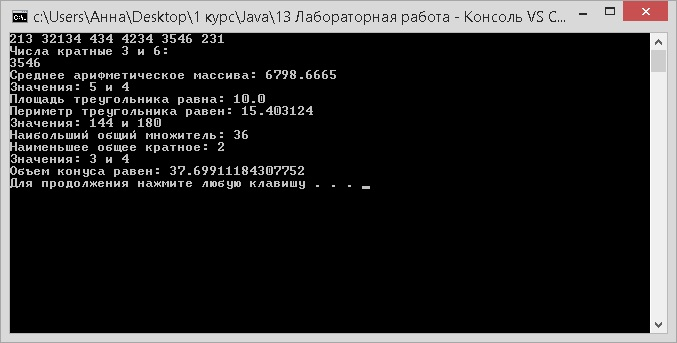 c:\Users\Анна\Desktop\1 курс\Java\13 Лабораторная работа - Консоль VS C...
213 32134 434 4234 3546 231
Числа кратные 3 и 6:
3546
Среднее арифметическое массива: 6798.6665
Значения: 5 и 4
Площадь треугольника равна: 10.0
Периметр треугольника равен: 15.403124
Значения: 144 и 180
Наибольший общий множитель: 36
Наименьшее общее кратное: 2
Значения: 3 и 4
Объем конуса равен: 37.69911184307752
Для продолжения нажмите любую клавишу . . .